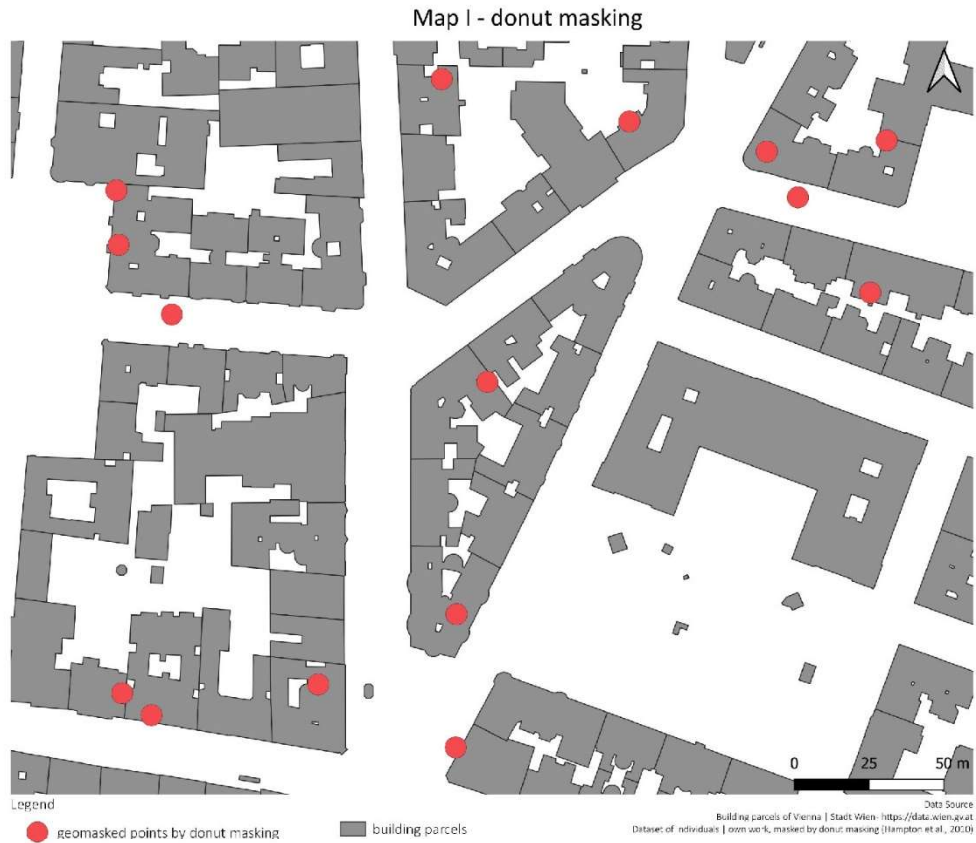 Map I - donut masking
0 25 50 m
Legend
geomasked points by donut masking
building parcels
Data Source
Building parcels of Vienna | Stadt Wien- https://data.wien.gv.at
Dataset of individuals | own work, masked by donut masking (Hampton et al., 2010)